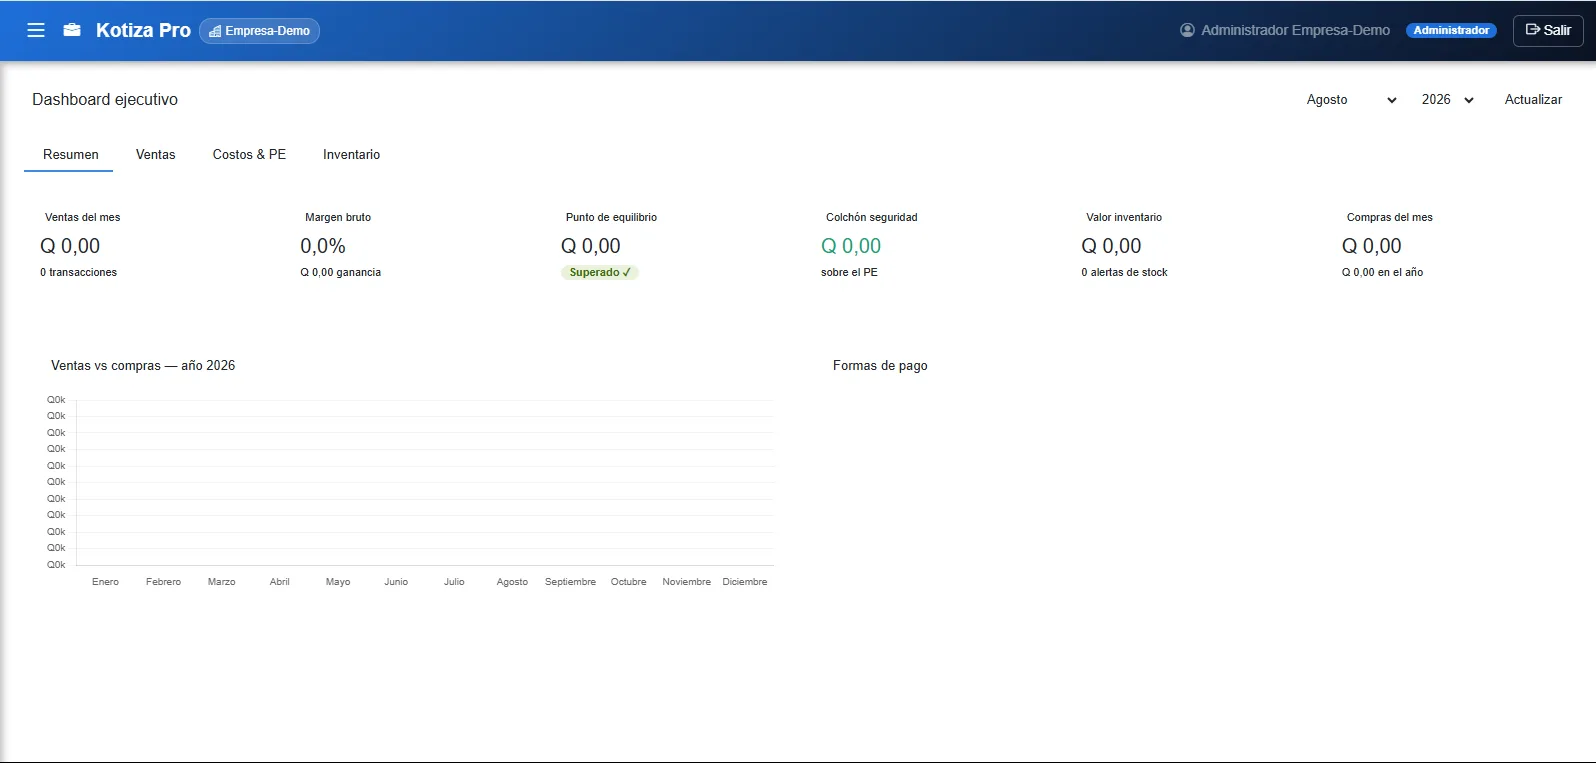 Kotiza Pro Empresa-Demo Administrador Empresa-Demo Administrador Salir
Dashboard ejecutivo Agosto 2026 Actualizar
Resumen Ventas Costos & PE Inventario
Ventas del mes Margen bruto Punto de equilibrio Colchón seguridad Valor inventario Compras del mes
Q 0,00 0,0% Q 0,00 Q 0,00 Q 0,00 Q 0,00
0 transacciones Q 0,00 ganancia Superado ✓ sobre el PE 0 alertas de stock Q 0,00 en el año
Ventas vs compras — año 2026 Formas de pago
Q0k
Q0k
Q0k
Q0k
Q0k
Q0k
Q0k
Q0k
Q0k
Q0k
Q0k
Enero Febrero Marzo Abril Mayo Junio Julio Agosto Septiembre Octubre Noviembre Diciembre